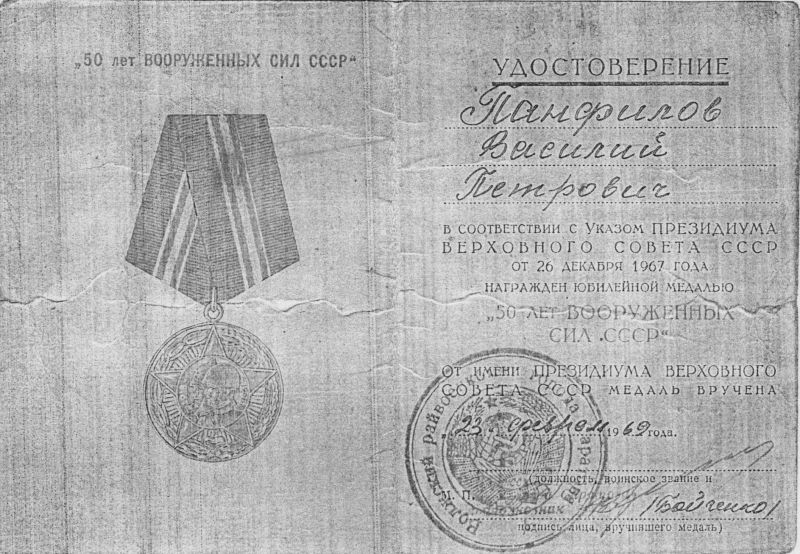 „50 лет ВООРУЖЕННЫХ СИЛ СССР“
УДОСТОВЕРЕНИЕ
Панфилов
Василий
Петрович
В СООТВЕТСТВИИ С УКАЗОМ ПРЕЗИДИУМА
ВЕРХОВНОГО СОВЕТА СССР
ОТ 26 ДЕКАБРЯ 1967 ГОДА
НАГРАЖДЕН ЮБИЛЕЙНОЙ МЕДАЛЬЮ
„50 ЛЕТ ВООРУЖЕННЫХ
СИЛ СССР“
ОТ ИМЕНИ ПРЕЗИДИУМА ВЕРХОВНОГО
СОВЕТА СССР МЕДАЛЬ ВРУЧЕНА
„23“ феврем 1969 года.
(должность, воинское звание и
М. П.
(Бойченко)
подпись лица, вручившего медаль)